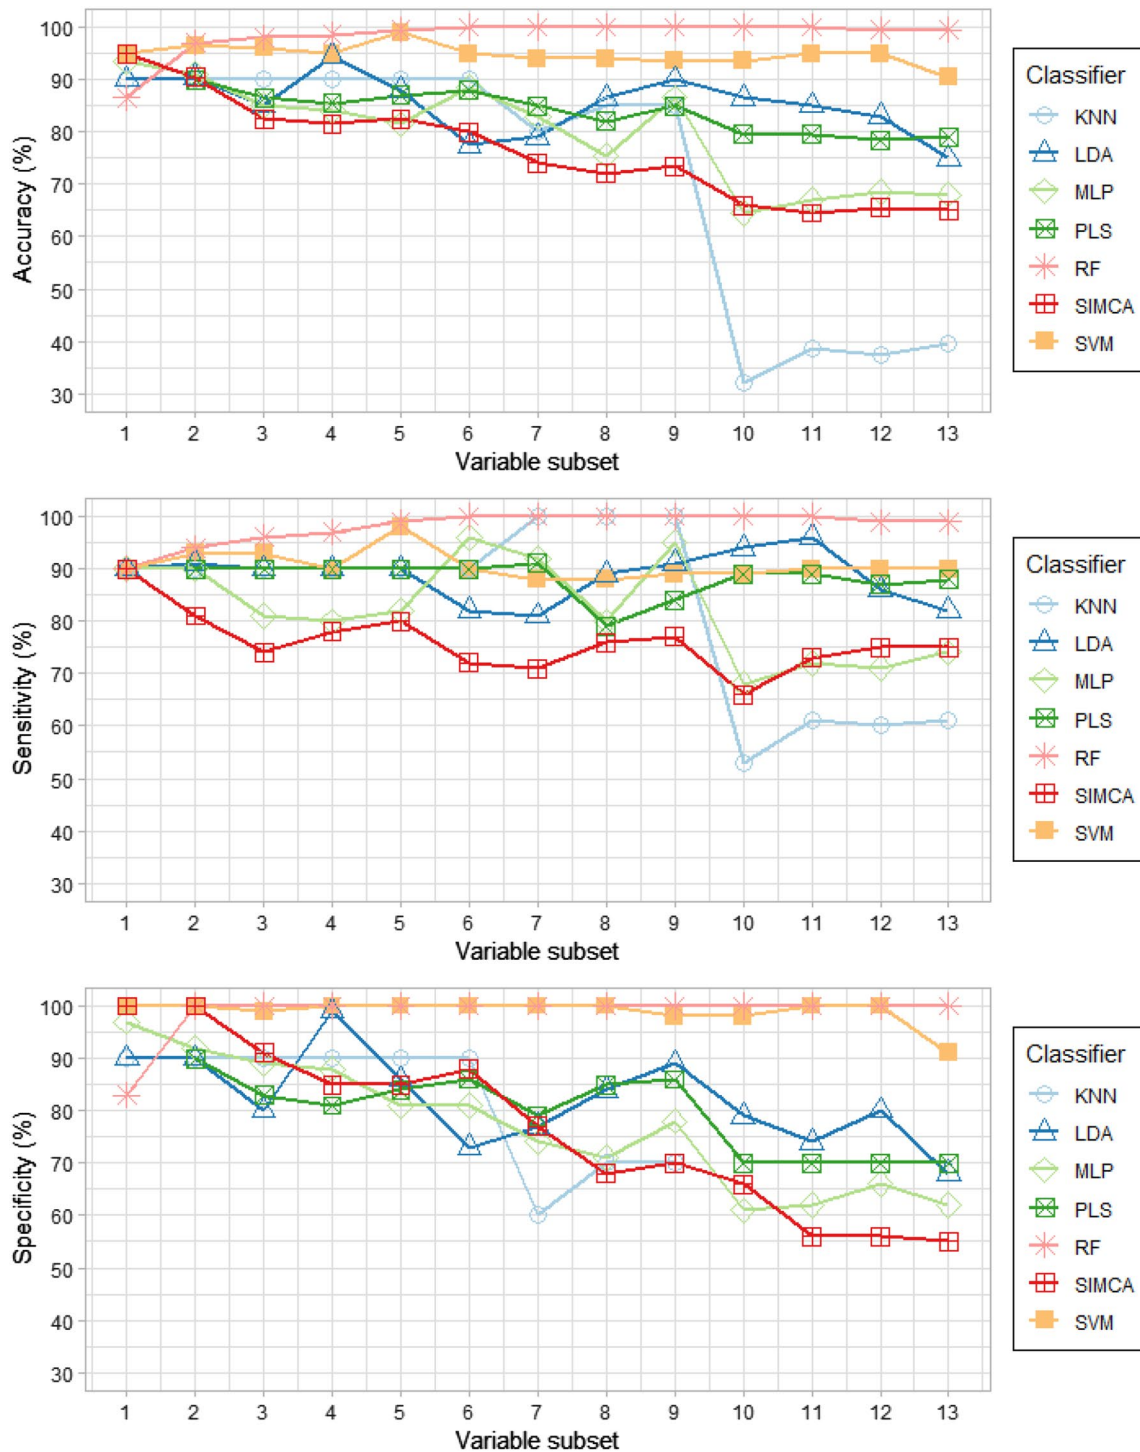 Accuracy (%)
100
90
80
70
60
50
40
30
1 2 3 4 5 6 7 8 9 10 11 12 13
Variable subset
Classifier
KNN
LDA
MLP
PLS
RF
SIMCA
SVM
Sensitivity (%)
100
90
80
70
60
50
40
30
1 2 3 4 5 6 7 8 9 10 11 12 13
Variable subset
Classifier
KNN
LDA
MLP
PLS
RF
SIMCA
SVM
Specificity (%)
100
90
80
70
60
50
40
30
1 2 3 4 5 6 7 8 9 10 11 12 13
Variable subset
Classifier
KNN
LDA
MLP
PLS
RF
SIMCA
SVM